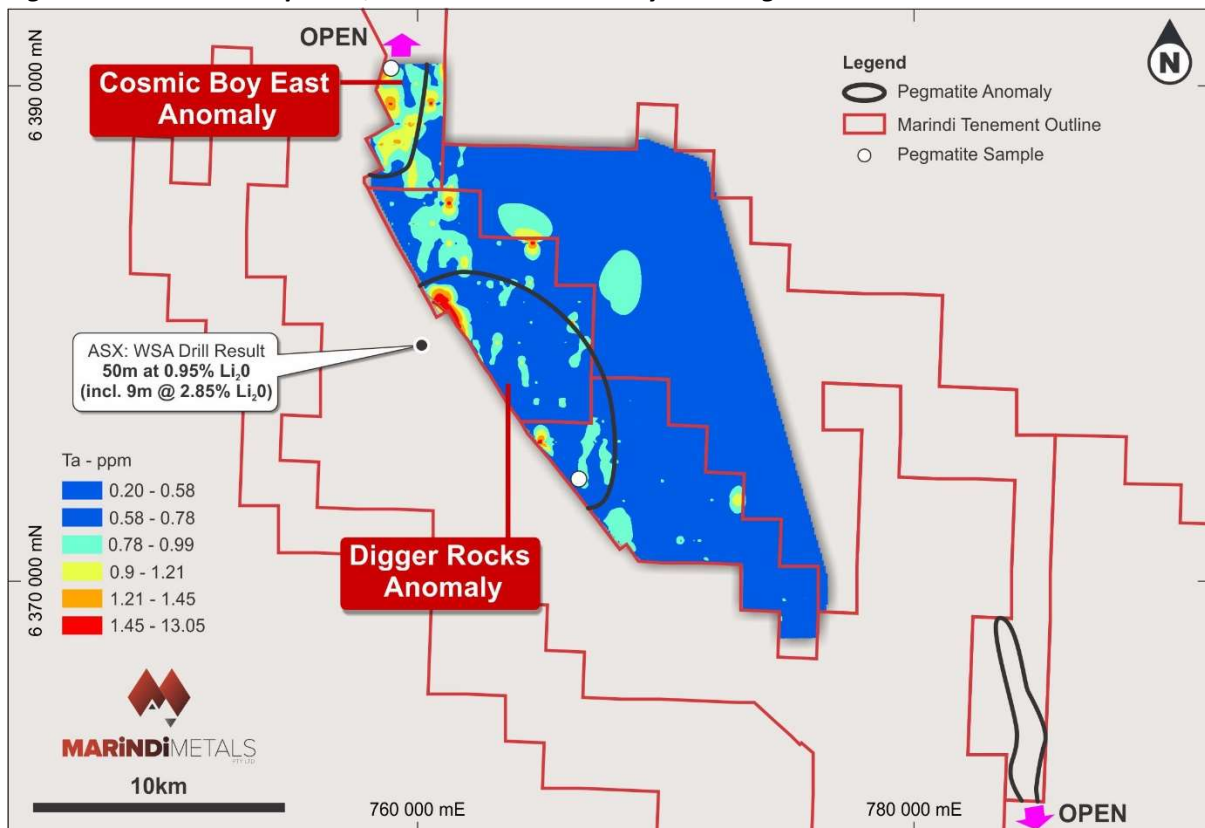 OPEN
Cosmic Boy East
Anomaly
Legend
Pegmatite Anomaly
Marindi Tenement Outline
Pegmatite Sample
N
6 390 000 mN
ASX: WSA Drill Result
50m at 0.95% Li₂0
(incl. 9m @ 2.85% Li₂0)
Ta - ppm
0.20 - 0.58
0.58 - 0.78
0.78 - 0.99
0.9 - 1.21
1.21 - 1.45
1.45 - 13.05
Digger Rocks
Anomaly
6 370 000 mN
MARiNDiMETALS
PTY LTD
10km
760 000 mE
780 000 mE
OPEN